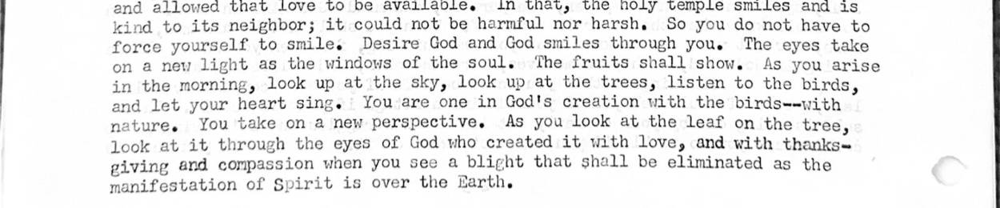 and allowed that love to be available. In that, the holy temple smiles and is
kind to its neighbor; it could not be harmful nor harsh. So you do not have to
force yourself to smile. Desire God and God smiles through you. The eyes take
on a new light as the windows of the soul. The fruits shall show. As you arise
in the morning, look up at the sky, look up at the trees, listen to the birds,
and let your heart sing. You are one in God's creation with the birds--with
nature. You take on a new perspective. As you look at the leaf on the tree,
look at it through the eyes of God who created it with love, and with thanks-
giving and compassion when you see a blight that shall be eliminated as the
manifestation of Spirit is over the Earth.